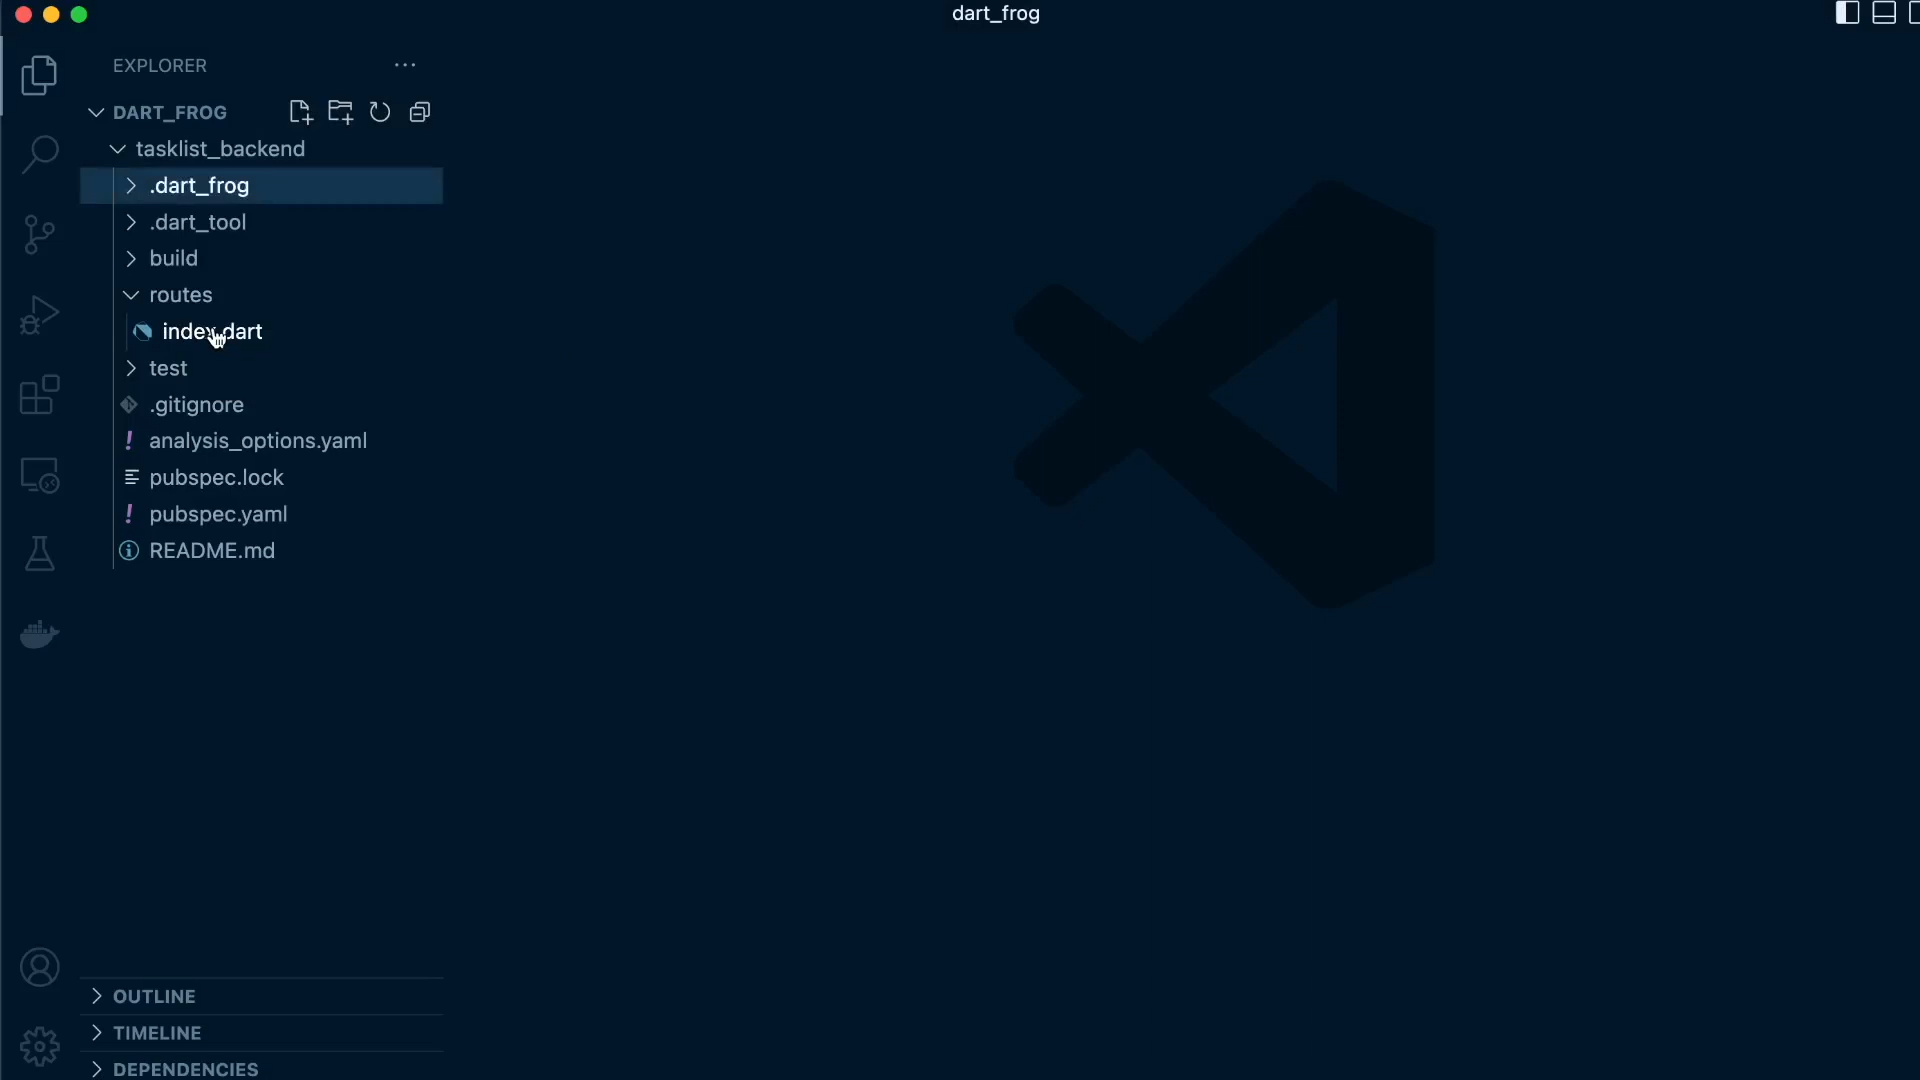 dart_frog
EXPLORER
DART_FROG
tasklist_backend
.dart_frog
.dart_tool
build
routes
index.dart
test
.gitignore
analysis_options.yaml
pubspec.lock
pubspec.yaml
README.md
OUTLINE
TIMELINE
DEPENDENCIES